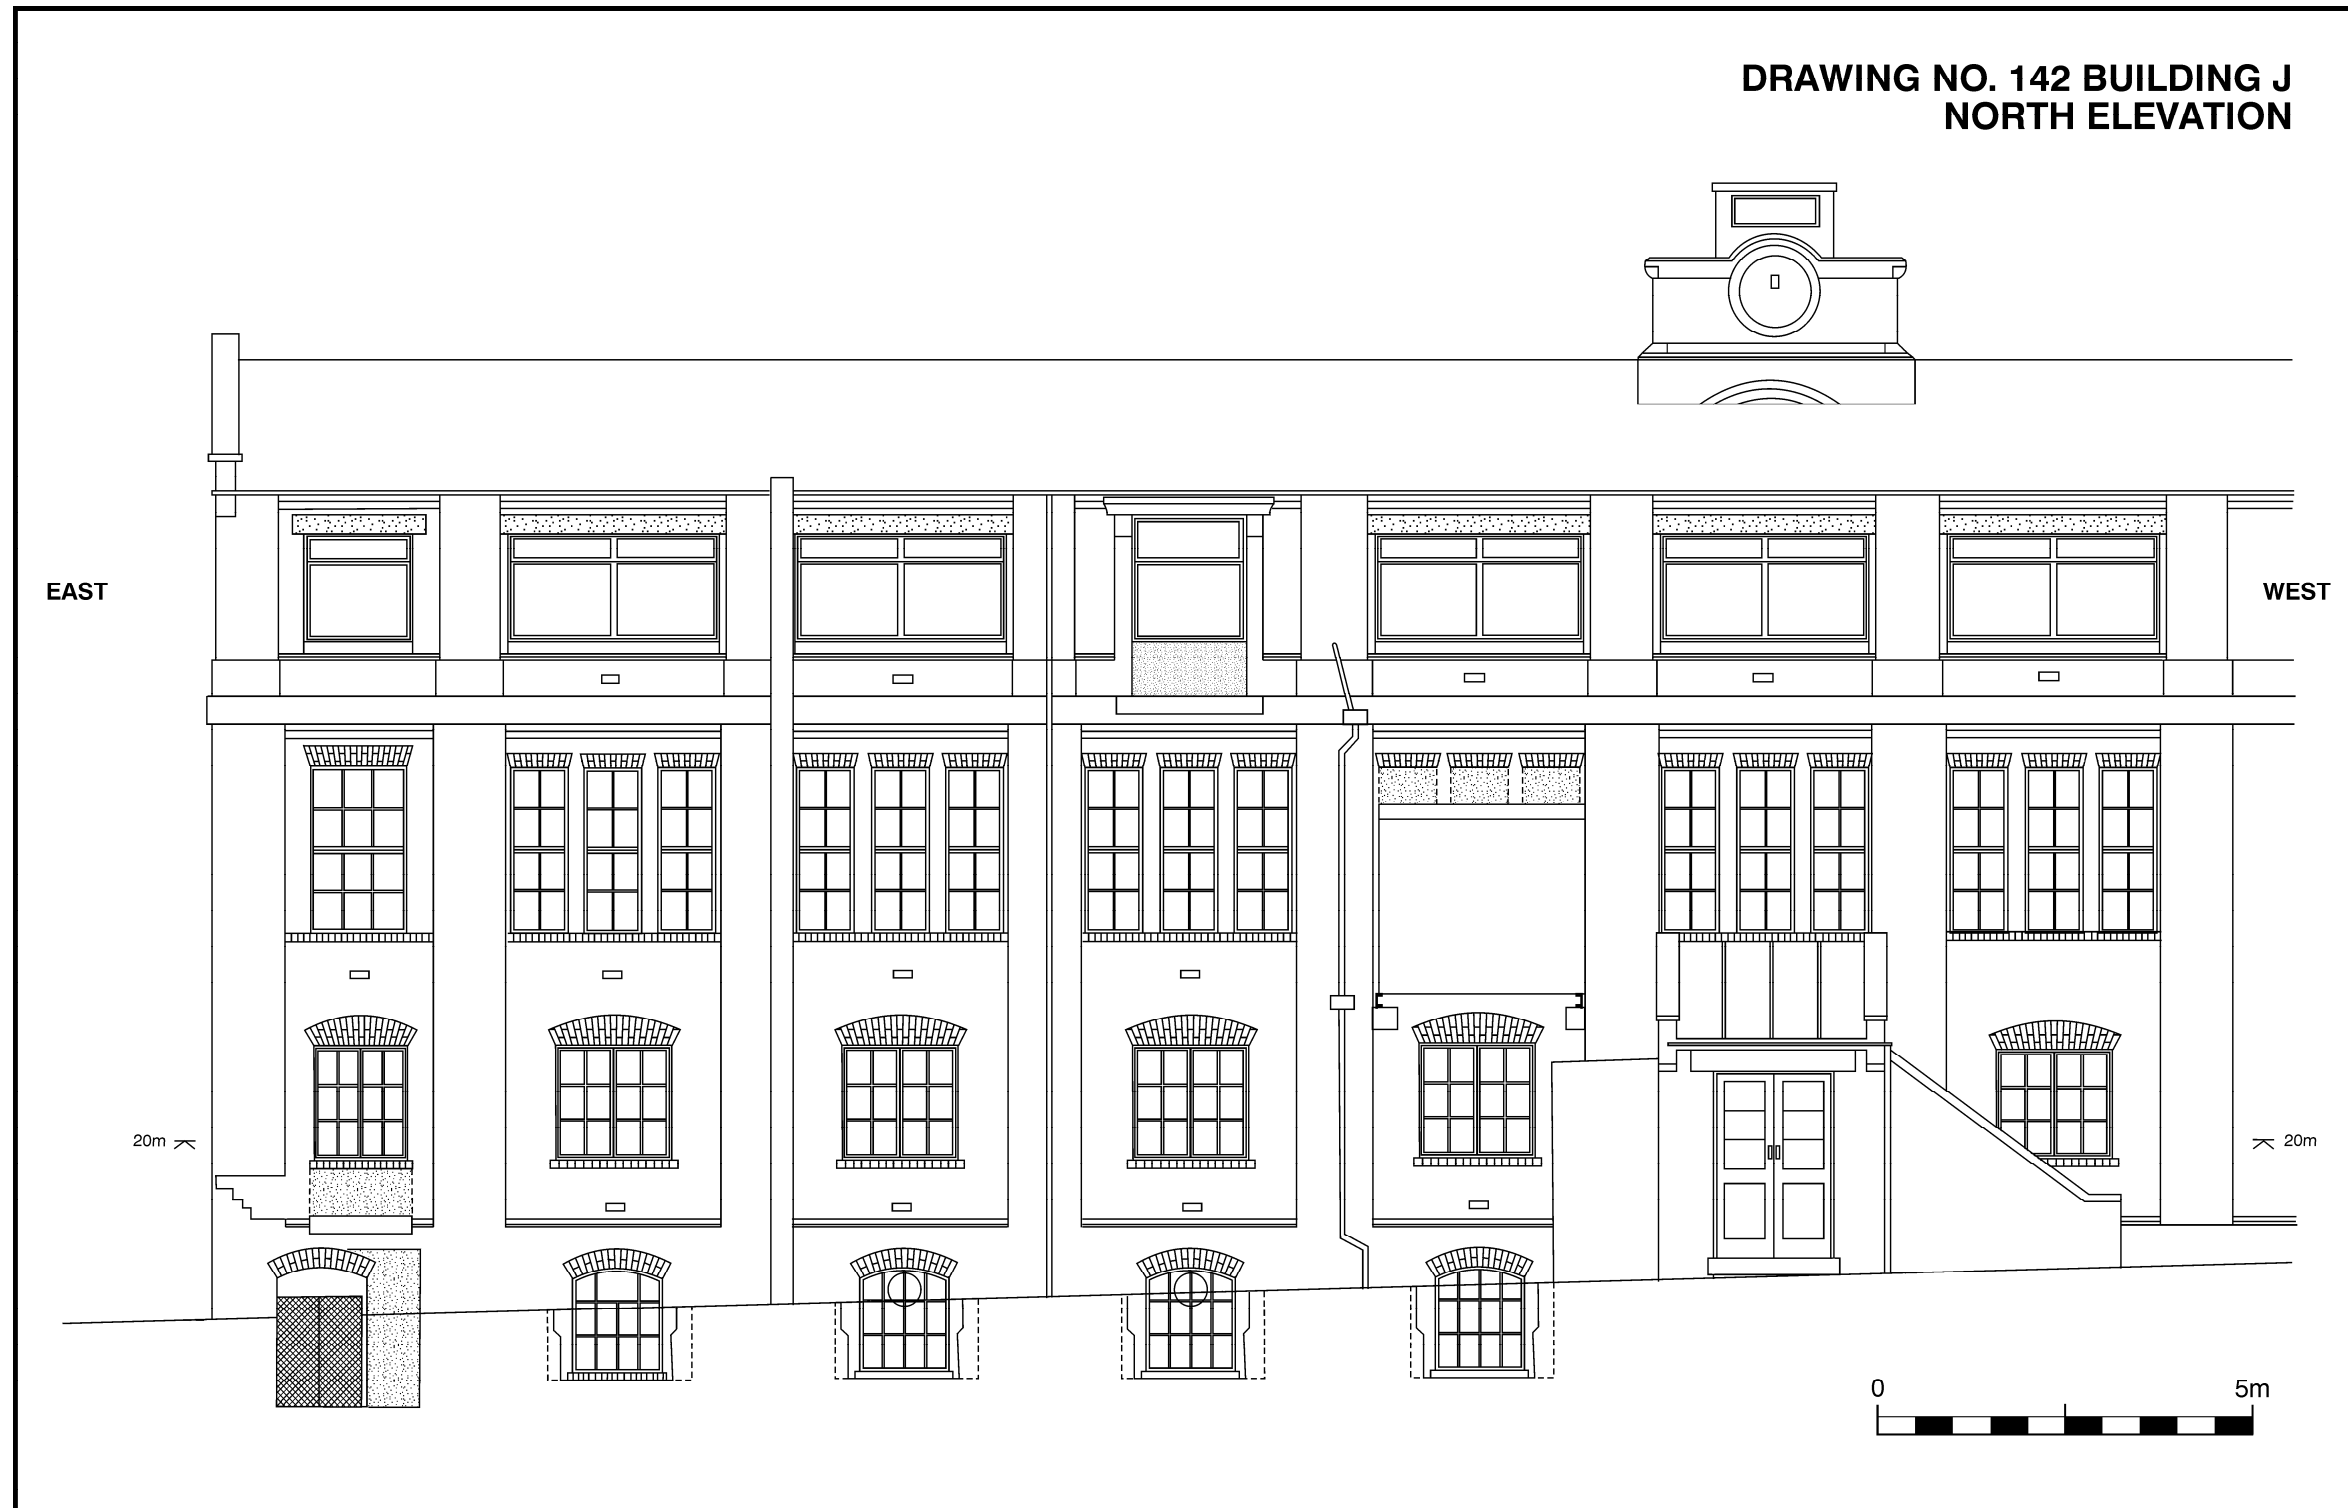 DRAWING NO. 142 BUILDING J
NORTH ELEVATION
EAST
WEST
20m
20m
0
5m